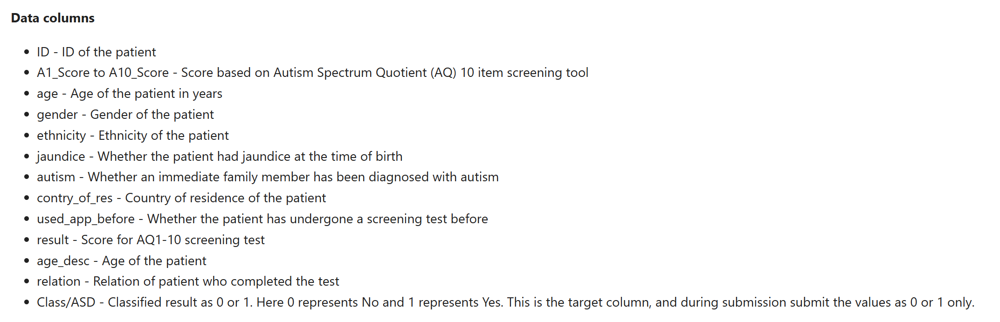 Data columns
• ID - ID of the patient
• A1_Score to A10_Score - Score based on Autism Spectrum Quotient (AQ) 10 item screening tool
• age - Age of the patient in years
• gender - Gender of the patient
• ethnicity - Ethnicity of the patient
• jaundice - Whether the patient had jaundice at the time of birth
• autism - Whether an immediate family member has been diagnosed with autism
• contry_of_res - Country of residence of the patient
• used_app_before - Whether the patient has undergone a screening test before
• result - Score for AQ1-10 screening test
• age_desc - Age of the patient
• relation - Relation of patient who completed the test
• Class/ASD - Classified result as 0 or 1. Here 0 represents No and 1 represents Yes. This is the target column, and during submission submit the values as 0 or 1 only.